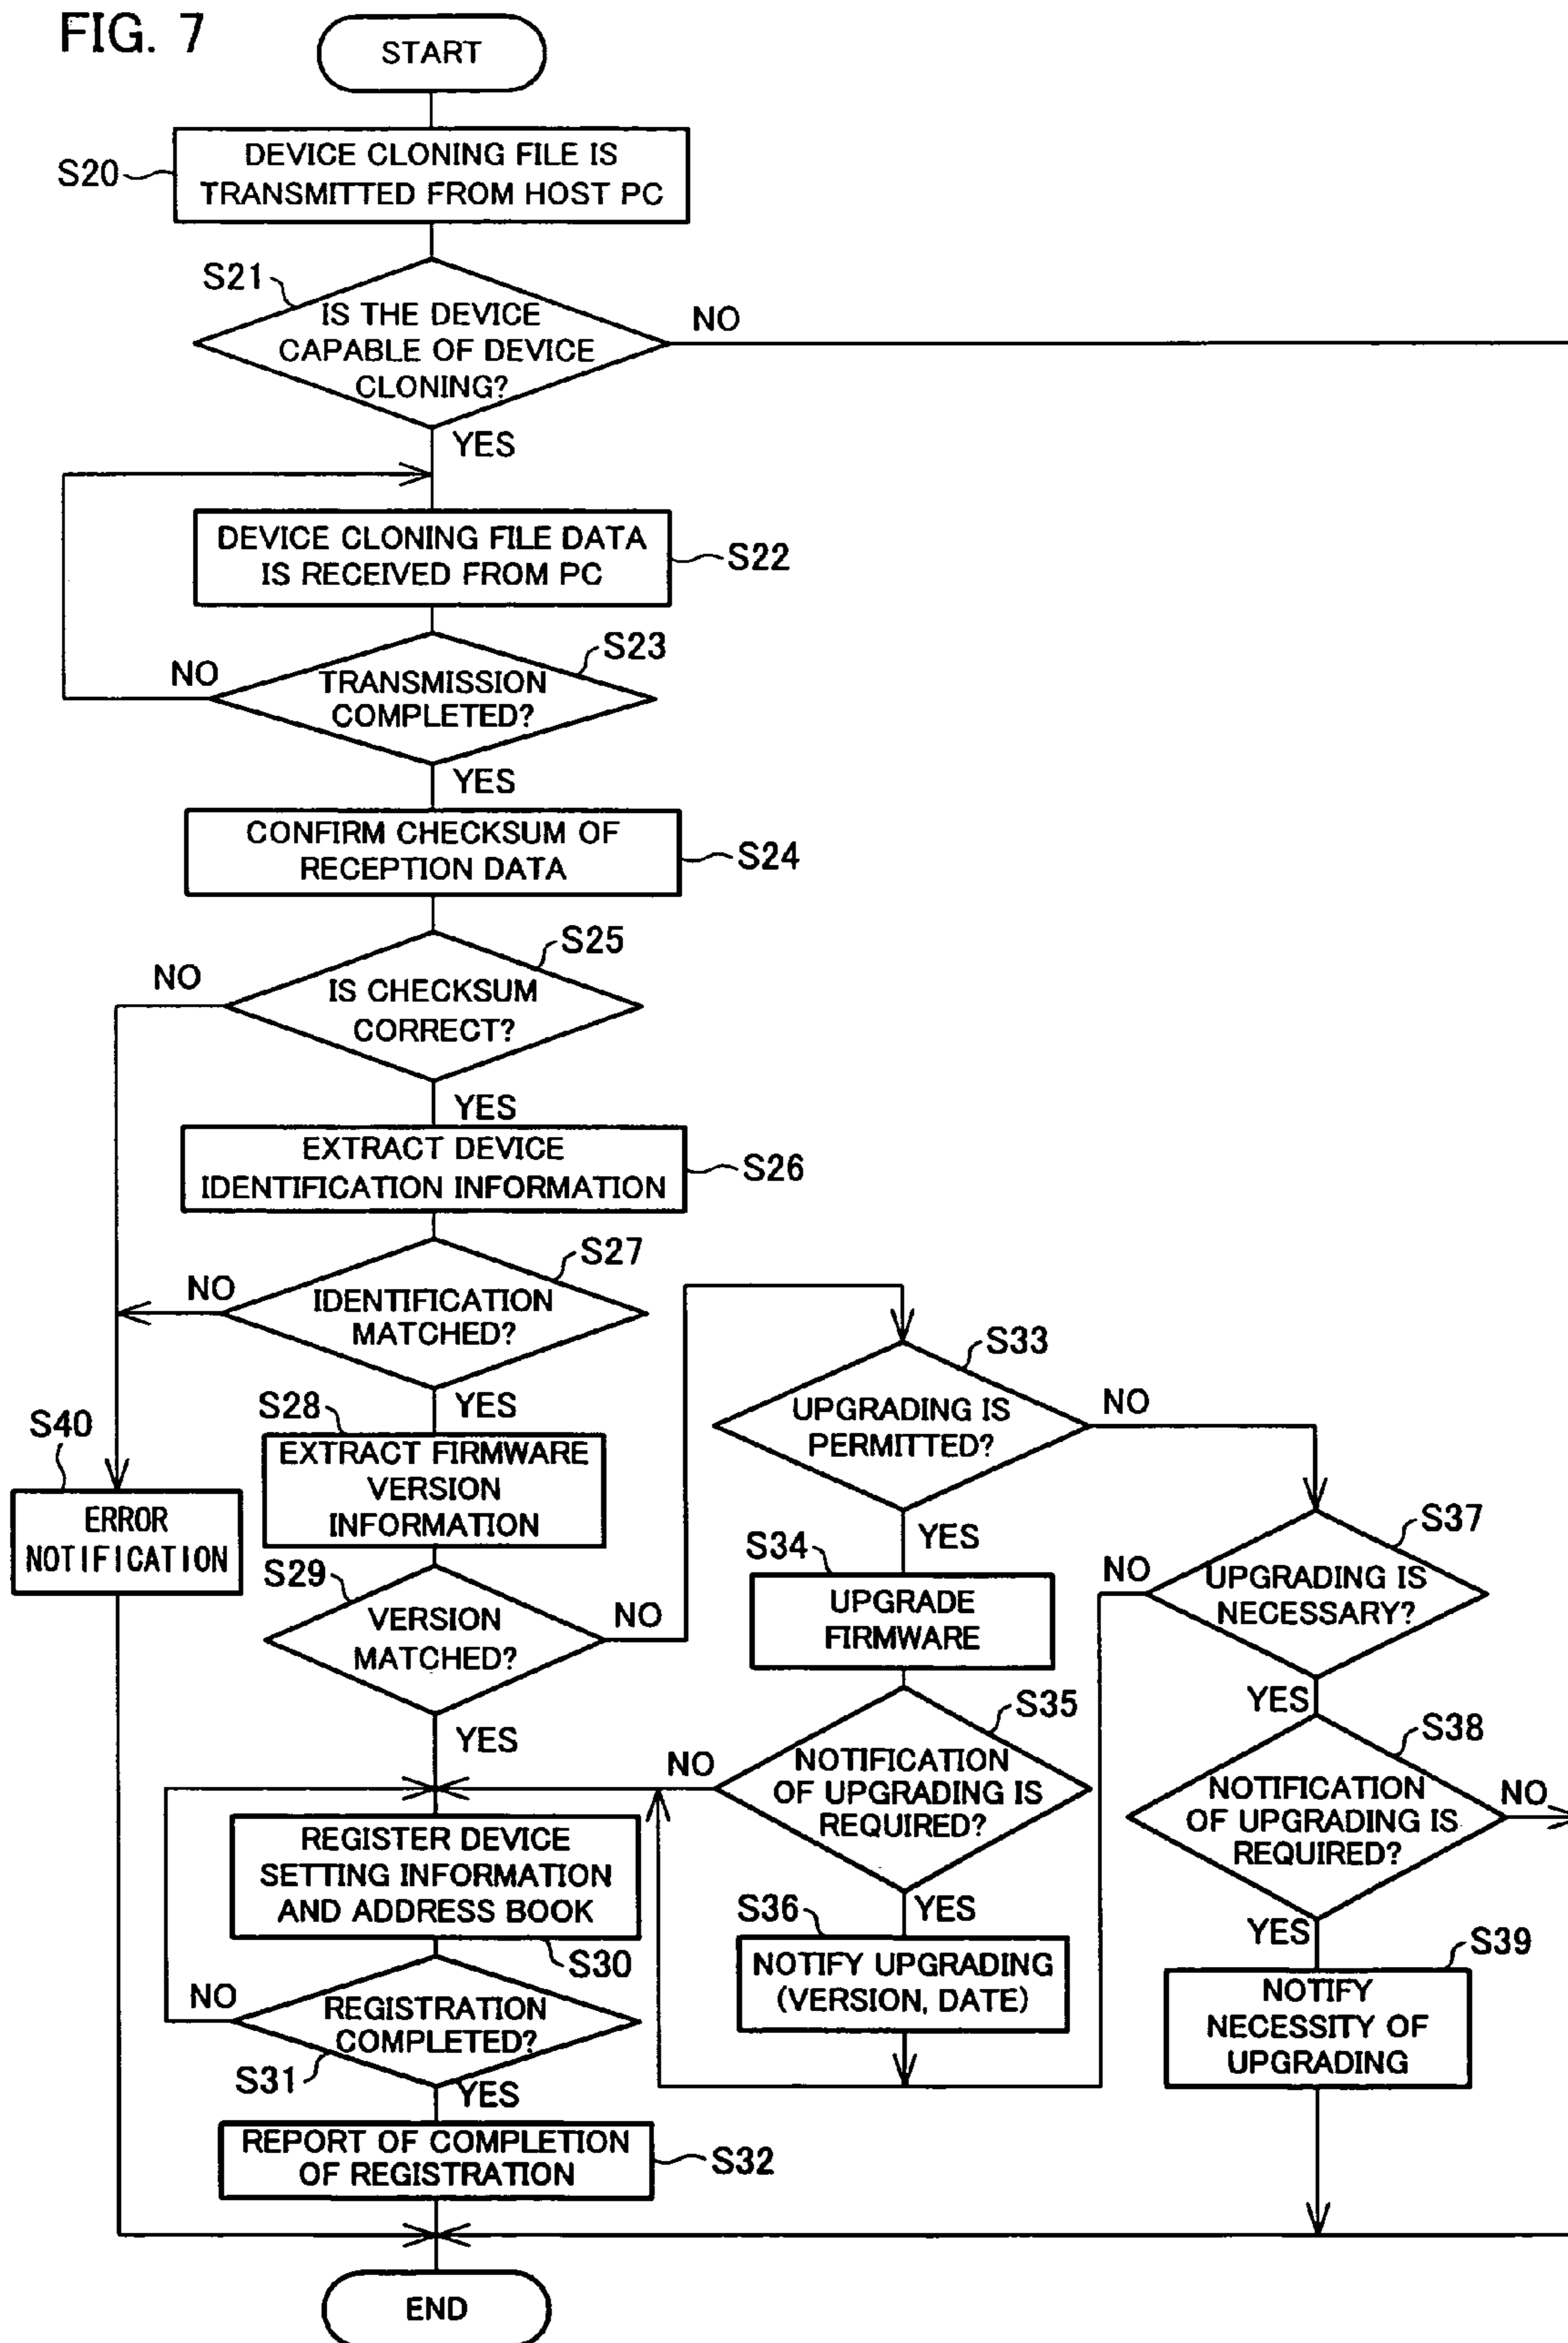 FIG. 7
START
S20
DEVICE CLONING FILE IS
TRANSMITTED FROM HOST PC
S21
IS THE DEVICE
CAPABLE OF DEVICE
CLONING?
NO
YES
DEVICE CLONING FILE DATA
IS RECEIVED FROM PC
S22
S23
NO
TRANSMISSION
COMPLETED?
YES
CONFIRM CHECKSUM OF
RECEPTION DATA
S24
S25
NO
IS CHECKSUM
CORRECT?
YES
EXTRACT DEVICE
IDENTIFICATION INFORMATION
S26
S27
NO
IDENTIFICATION
MATCHED?
YES
S28
EXTRACT FIRMWARE
VERSION
INFORMATION
S40
ERROR
NOTIFICATION
S29
VERSION
MATCHED?
NO
YES
REGISTER DEVICE
SETTING INFORMATION
AND ADDRESS BOOK
S30
NO
REGISTRATION
COMPLETED?
S31
YES
REPORT OF COMPLETION
OF REGISTRATION
S32
END
S33
UPGRADING IS
PERMITTED?
NO
YES
S34
UPGRADE
FIRMWARE
S35
NO
NOTIFICATION
OF UPGRADING IS
REQUIRED?
YES
S36
NOTIFY UPGRADING
(VERSION, DATE)
S37
NO
UPGRADING IS
NECESSARY?
YES
S38
NOTIFICATION
OF UPGRADING IS
REQUIRED?
NO
YES
S39
NOTIFY
NECESSITY OF
UPGRADING